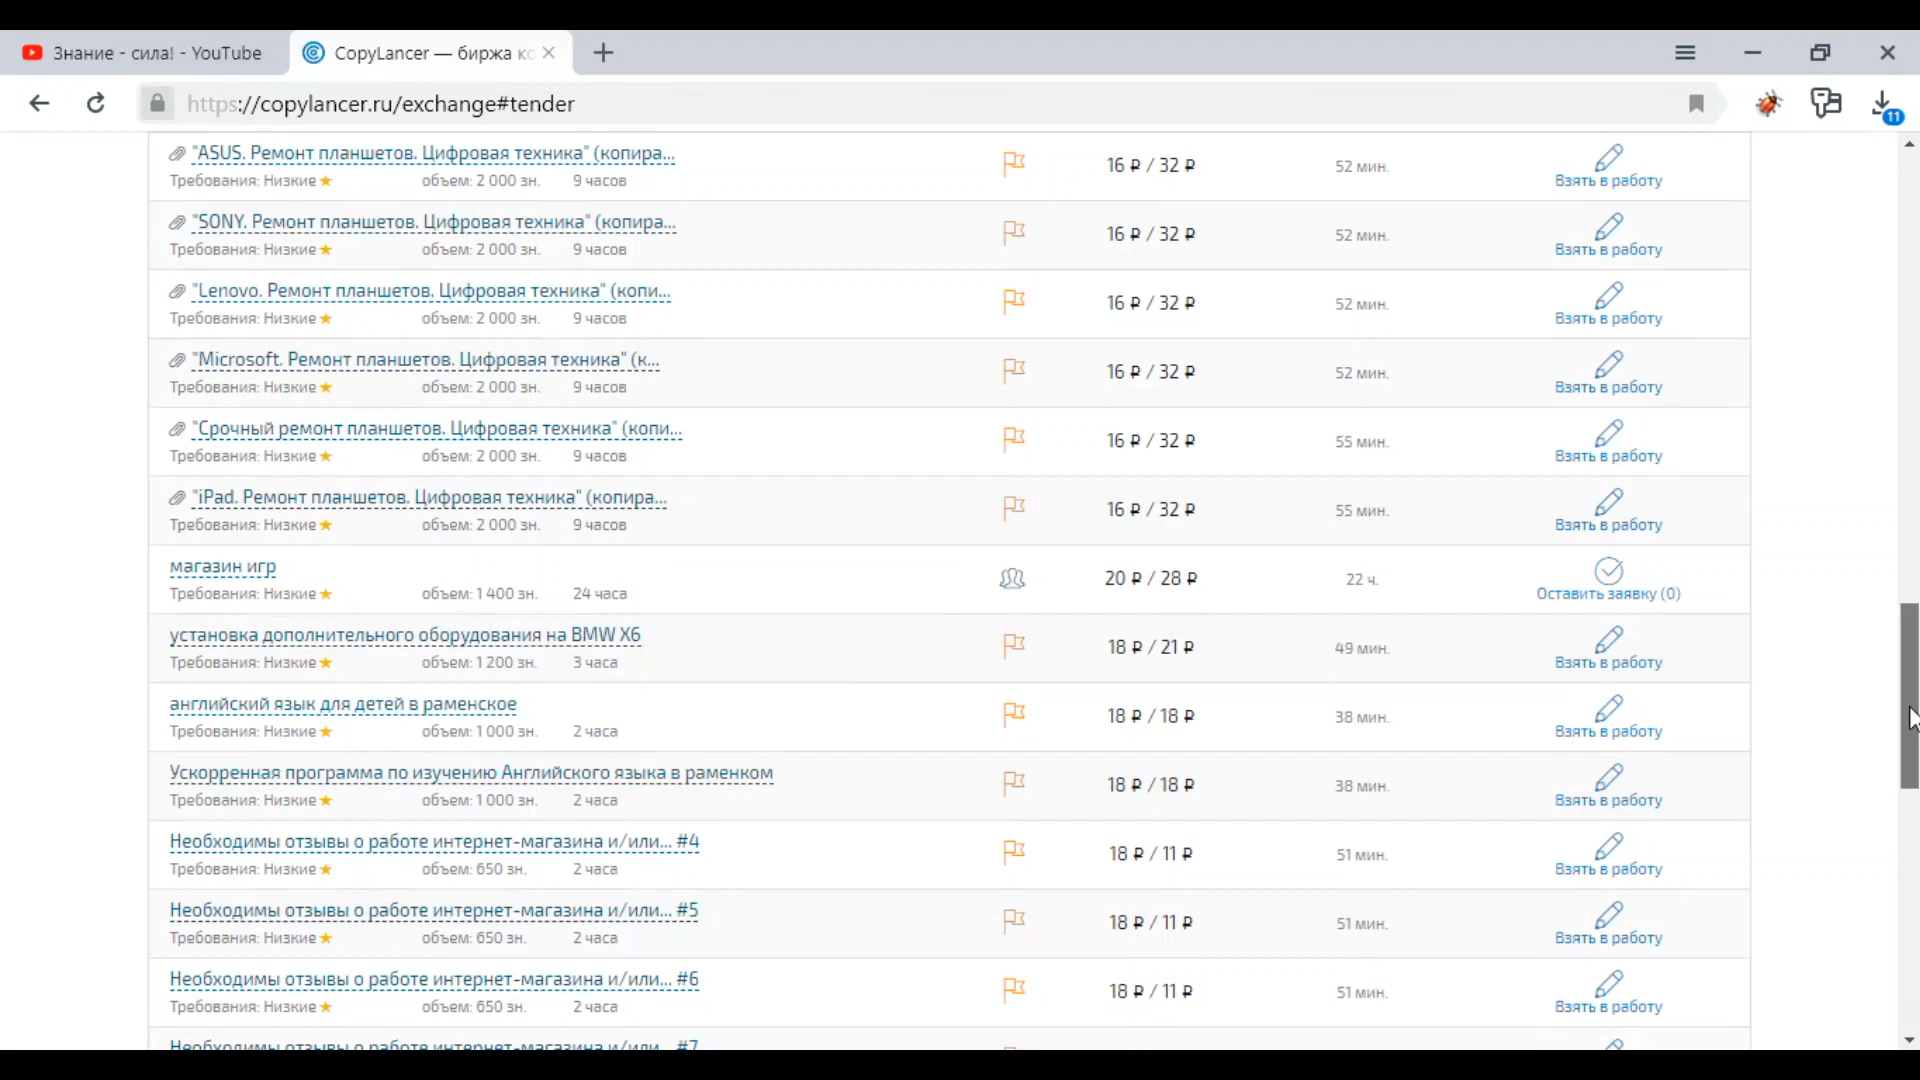 Знание - сила! - YouTube
CopyLancer — биржа ко
https://copylancer.ru/exchange#tender
11
"ASUS. Ремонт планшетов. Цифровая техника" (копира...
Требования: Низкие объем: 2 000 зн. 9 часов
16 ₽ / 32 ₽
52 мин.
Взять в работу
"SONY. Ремонт планшетов. Цифровая техника" (копира...
Требования: Низкие объем: 2 000 зн. 9 часов
16 ₽ / 32 ₽
52 мин.
Взять в работу
"Lenovo. Ремонт планшетов. Цифровая техника" (копи...
Требования: Низкие объем: 2 000 зн. 9 часов
16 ₽ / 32 ₽
52 мин.
Взять в работу
"Microsoft. Ремонт планшетов. Цифровая техника" (к...
Требования: Низкие объем: 2 000 зн. 9 часов
16 ₽ / 32 ₽
52 мин.
Взять в работу
"Срочный ремонт планшетов. Цифровая техника" (копи...
Требования: Низкие объем: 2 000 зн. 9 часов
16 ₽ / 32 ₽
55 мин.
Взять в работу
"iPad. Ремонт планшетов. Цифровая техника" (копира...
Требования: Низкие объем: 2 000 зн. 9 часов
16 ₽ / 32 ₽
55 мин.
Взять в работу
магазин игр
Требования: Низкие объем: 1 400 зн. 24 часа
20 ₽ / 28 ₽
22 ч.
Оставить заявку (0)
установка дополнительного оборудования на BMW X6
Требования: Низкие объем: 1 200 зн. 3 часа
18 ₽ / 21 ₽
49 мин.
Взять в работу
английский язык для детей в раменское
Требования: Низкие объем: 1 000 зн. 2 часа
18 ₽ / 18 ₽
38 мин.
Взять в работу
Ускорренная программа по изучению Английского языка в раменком
Требования: Низкие объем: 1 000 зн. 2 часа
18 ₽ / 18 ₽
38 мин.
Взять в работу
Необходимы отзывы о работе интернет-магазина и/или... #4
Требования: Низкие объем: 650 зн. 2 часа
18 ₽ / 11 ₽
51 мин.
Взять в работу
Необходимы отзывы о работе интернет-магазина и/или... #5
Требования: Низкие объем: 650 зн. 2 часа
18 ₽ / 11 ₽
51 мин.
Взять в работу
Необходимы отзывы о работе интернет-магазина и/или... #6
Требования: Низкие объем: 650 зн. 2 часа
18 ₽ / 11 ₽
51 мин.
Взять в работу
Необходимы отзывы о работе интернет-магазина и/или... #7